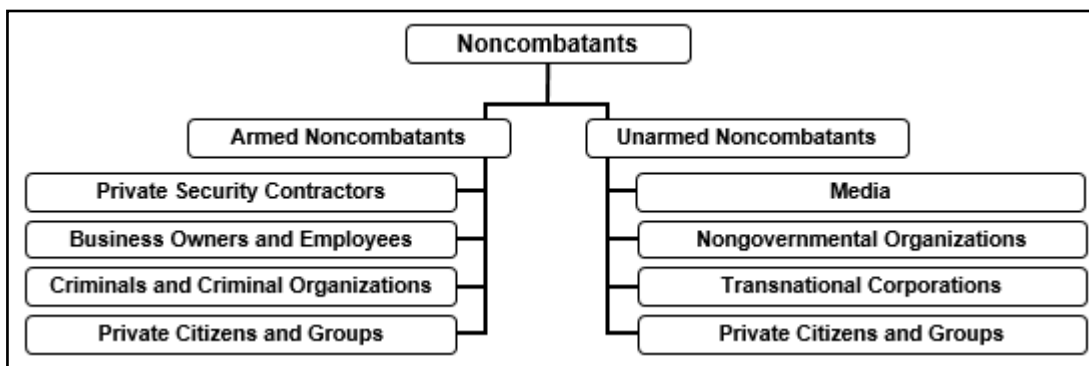 Noncombatants
Armed Noncombatants
Unarmed Noncombatants
Private Security Contractors
Media
Business Owners and Employees
Nongovernmental Organizations
Criminals and Criminal Organizations
Transnational Corporations
Private Citizens and Groups
Private Citizens and Groups